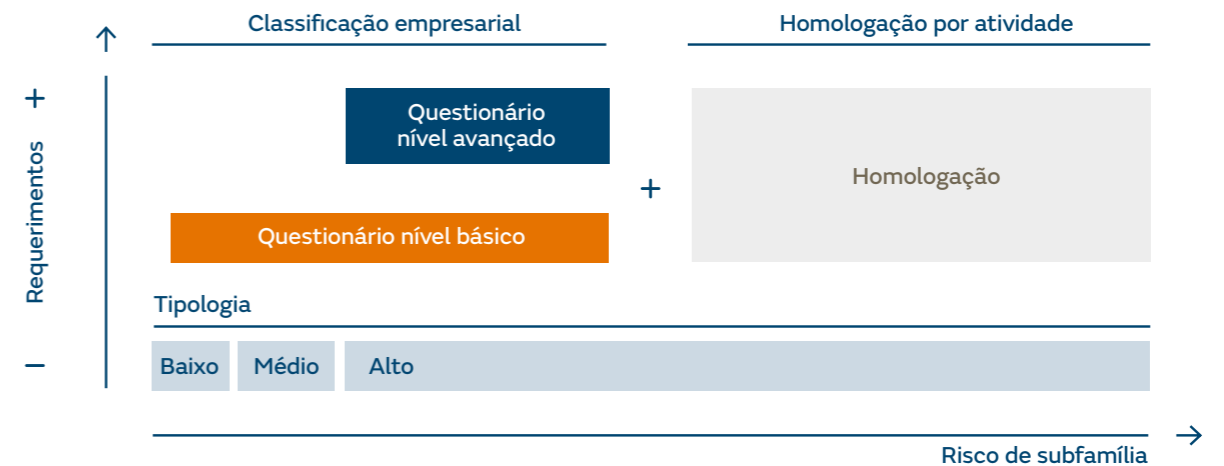 Classificação empresarial
Homologação por atividade
+
Requerimentos
−
Questionário
nível avançado
Questionário nível básico
+
Homologação
Tipologia
Baixo
Médio
Alto
Risco de subfamília